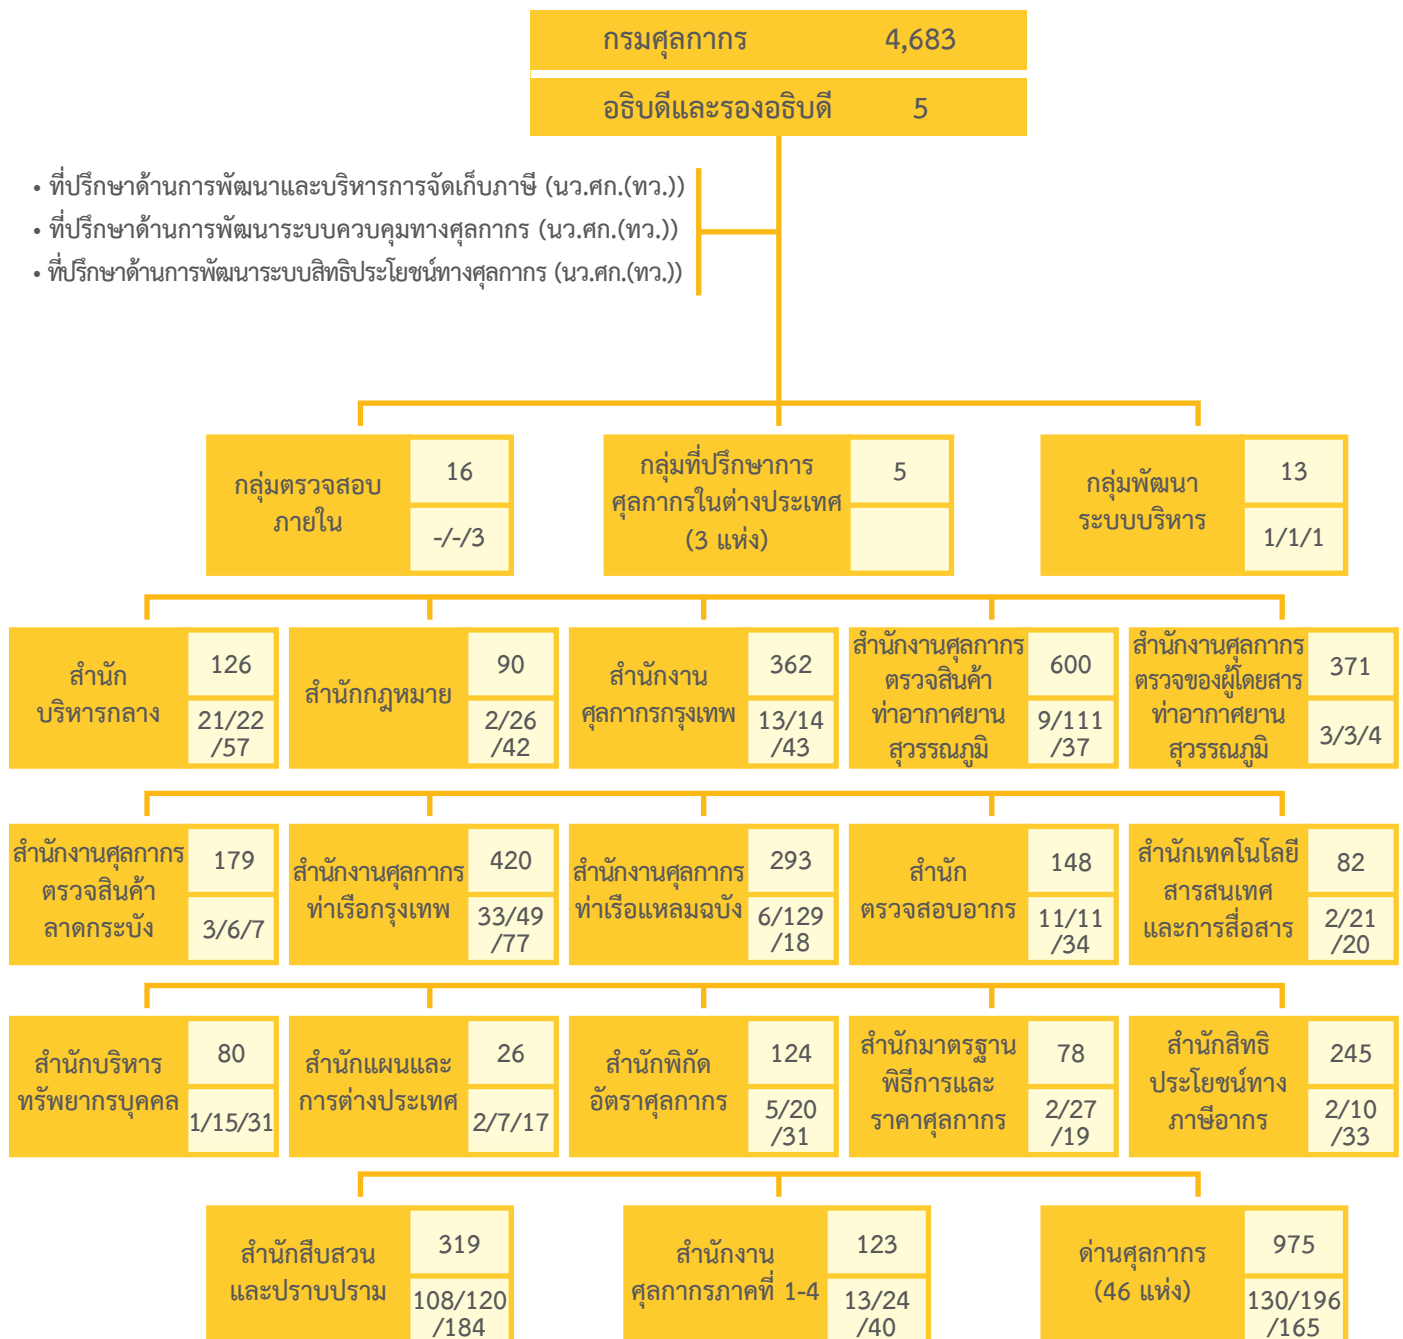 กรมศุลกากร 4,683
อธิบดีและรองอธิบดี 5
• ที่ปรึกษาด้านการพัฒนาและบริหารการจัดเก็บภาษี (นว.ศก.(ทว.))
• ที่ปรึกษาด้านการพัฒนาระบบควบคุมทางศุลกากร (นว.ศก.(ทว.))
• ที่ปรึกษาด้านการพัฒนาระบบสิทธิประโยชน์ทางศุลกากร (นว.ศก.(ทว.))
กลุ่มตรวจสอบ
ภายใน
16
-/-/3
กลุ่มที่ปรึกษาการ
ศุลกากรในต่างประเทศ
(3 แห่ง)
5
กลุ่มพัฒนา
ระบบบริหาร
13
1/1/1
สำนัก
บริหารกลาง
126
21/22
/57
สำนักกฎหมาย
90
2/26
/42
สำนักงาน
ศุลกากรกรุงเทพ
362
13/14
/43
สำนักงานศุลกากร
ตรวจสินค้า
ท่าอากาศยาน
สุวรรณภูมิ
600
9/111
/37
สำนักงานศุลกากร
ตรวจของผู้โดยสาร
ท่าอากาศยาน
สุวรรณภูมิ
371
3/3/4
สำนักงานศุลกากร
ตรวจสินค้า
ลาดกระบัง
179
3/6/7
สำนักงานศุลกากร
ท่าเรือกรุงเทพ
420
33/49
/77
สำนักงานศุลกากร
ท่าเรือแหลมฉบัง
293
6/129
/18
สำนัก
ตรวจสอบอากร
148
11/11
/34
สำนักเทคโนโลยี
สารสนเทศ
และการสื่อสาร
82
2/21
/20
สำนักบริหาร
ทรัพยากรบุคคล
80
1/15/31
สำนักแผนและ
การต่างประเทศ
26
2/7/17
สำนักพิกัด
อัตราศุลกากร
124
5/20
/31
สำนักมาตรฐาน
พิธีการและ
ราคาศุลกากร
78
2/27
/19
สำนักสิทธิ
ประโยชน์ทาง
ภาษีอากร
245
2/10
/33
สำนักสืบสวน
และปราบปราม
319
108/120
/184
สำนักงาน
ศุลกากรภาคที่ 1-4
123
13/24
/40
ด่านศุลกากร
(46 แห่ง)
975
130/196
/165